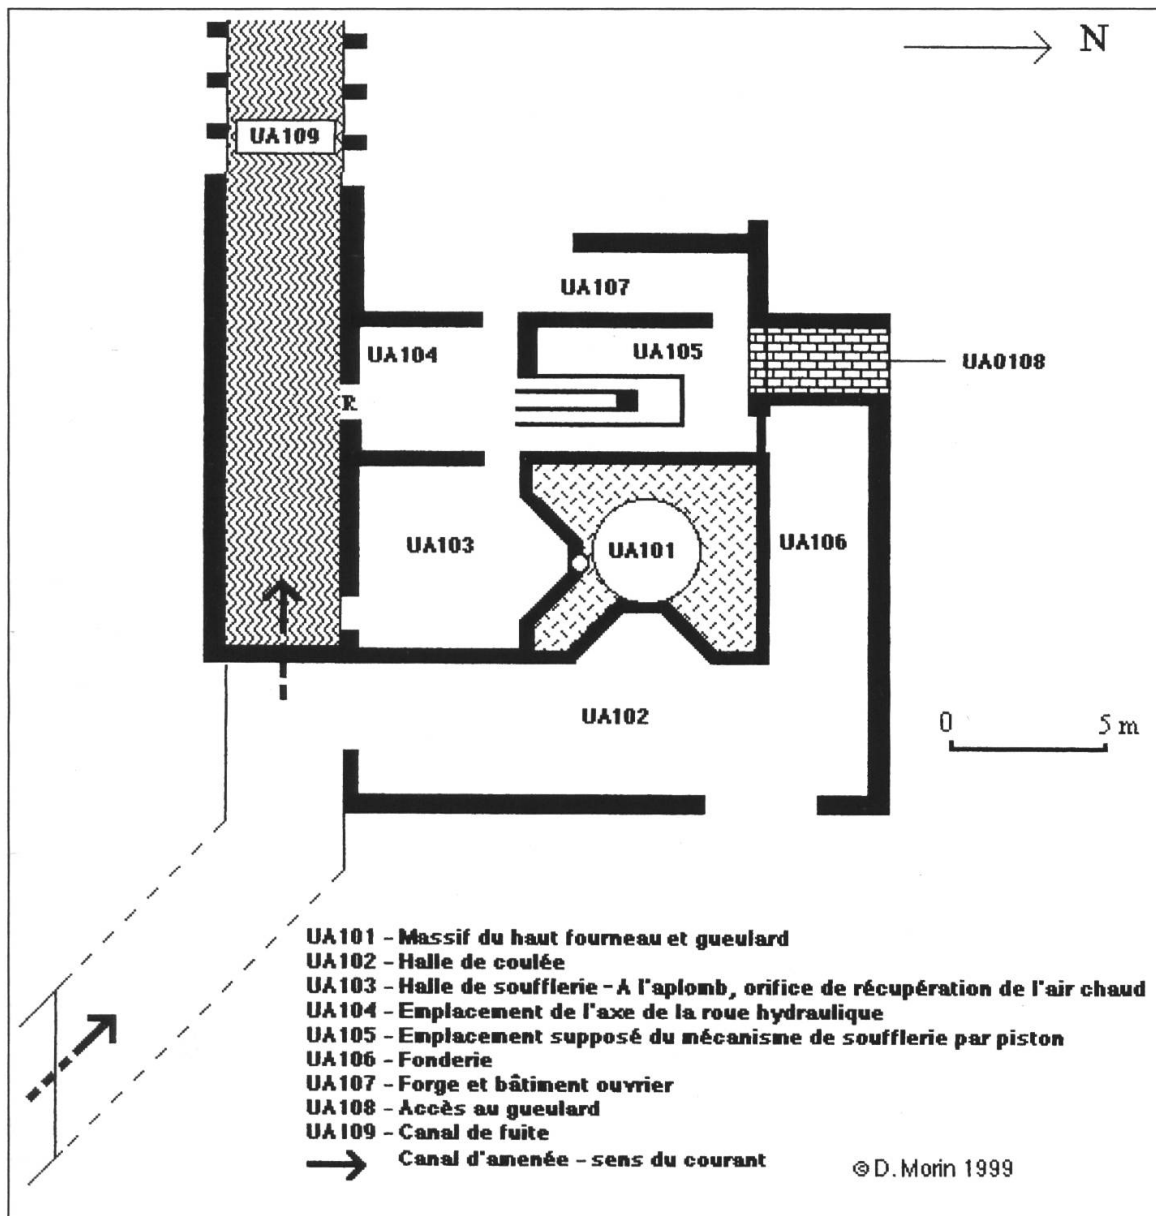 N
UA109
UA107
UA104
UA105
UA0108
R
UA103
UA101
UA106
UA102
0 5 m
UA101 - Massif du haut fourneau et gueulard
UA102 - Halle de coulée
UA103 - Halle de soufflerie - A l'aplomb, orifice de récupération de l'air chaud
UA104 - Emplacement de l'axe de la roue hydraulique
UA105 - Emplacement supposé du mécanisme de soufflerie par piston
UA106 - Fonderie
UA107 - Forge et bâtiment ouvrier
UA108 - Accès au gueulard
UA109 - Canal de fuite
Canal d'amenée - sens du courant
© D. Morin 1999